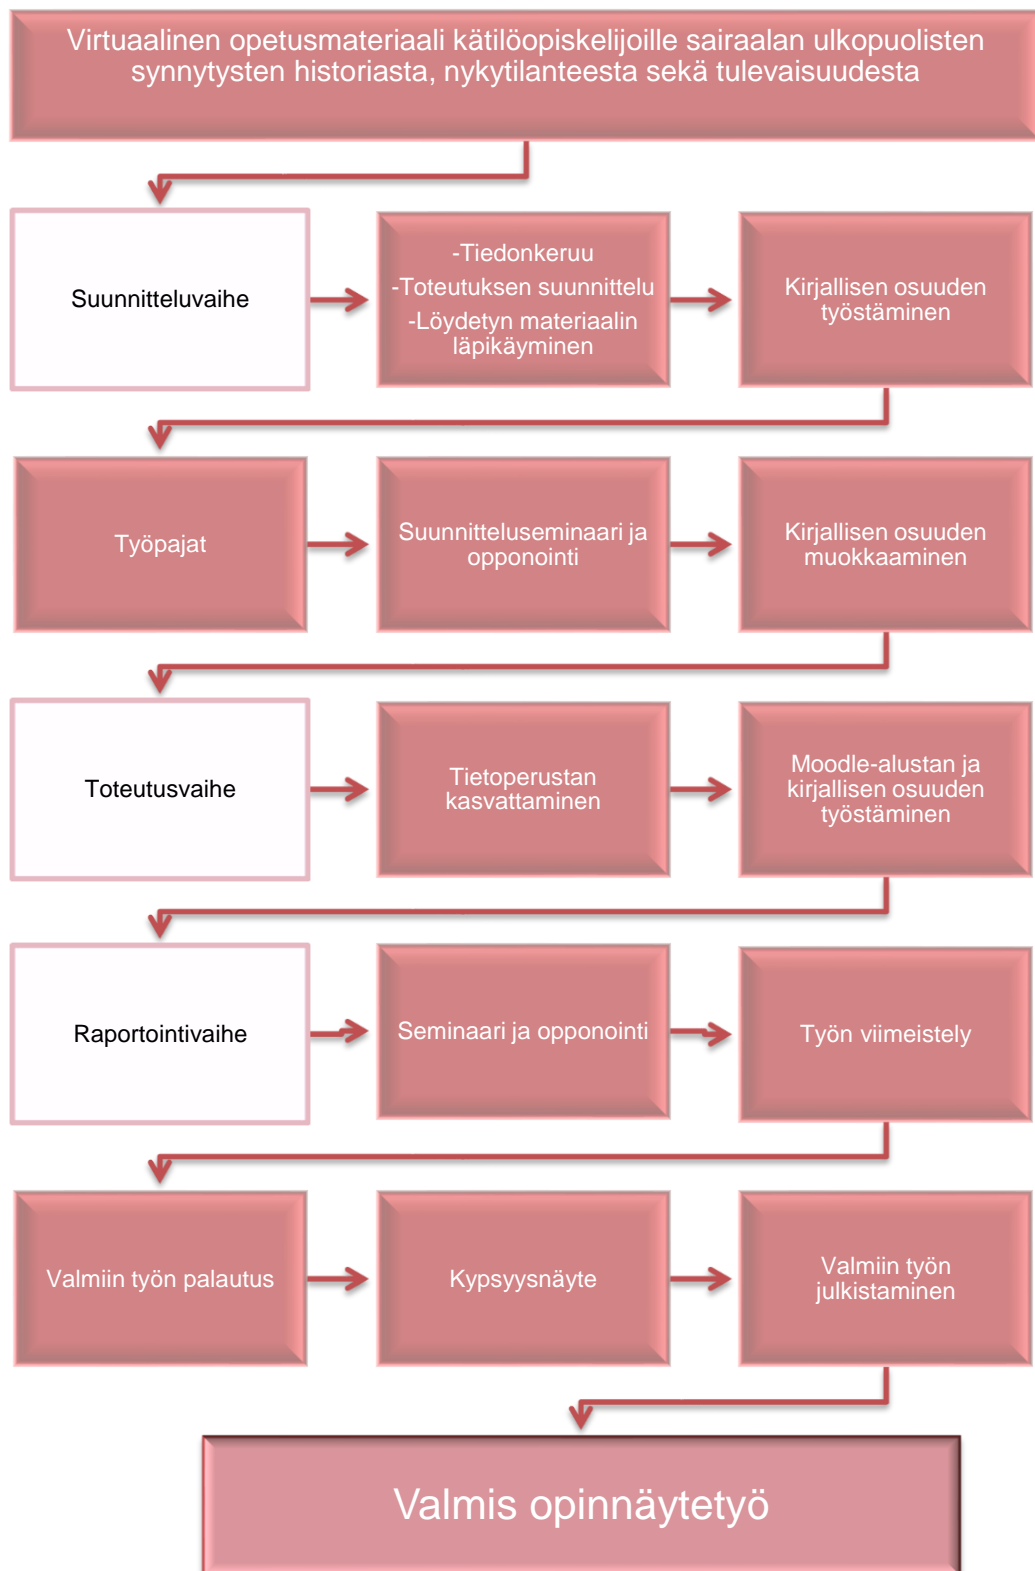 Virtuaalinen opetusmateriaali kätilöopiskelijoille sairaalan ulkopuolisten
synnytysten historiasta, nykytilanteesta sekä tulevaisuudesta
Suunnitteluvaihe
-Tiedonkeruu
-Toteutuksen suunnittelu
-Löydetyn materiaalin
läpikäyminen
Kirjallisen osuuden
työstäminen
Työpajat
Suunnitteluseminaari ja
opponointi
Kirjallisen osuuden
muokkaaminen
Toteutusvaihe
Tietoperustan
kasvattaminen
Moodle-alustan ja
kirjallisen osuuden
työstäminen
Raportointivaihe
Seminaari ja opponointi
Työn viimeistely
Valmiin työn palautus
Kypsyysnäyte
Valmiin työn
julkistaminen
Valmis opinnäytetyö